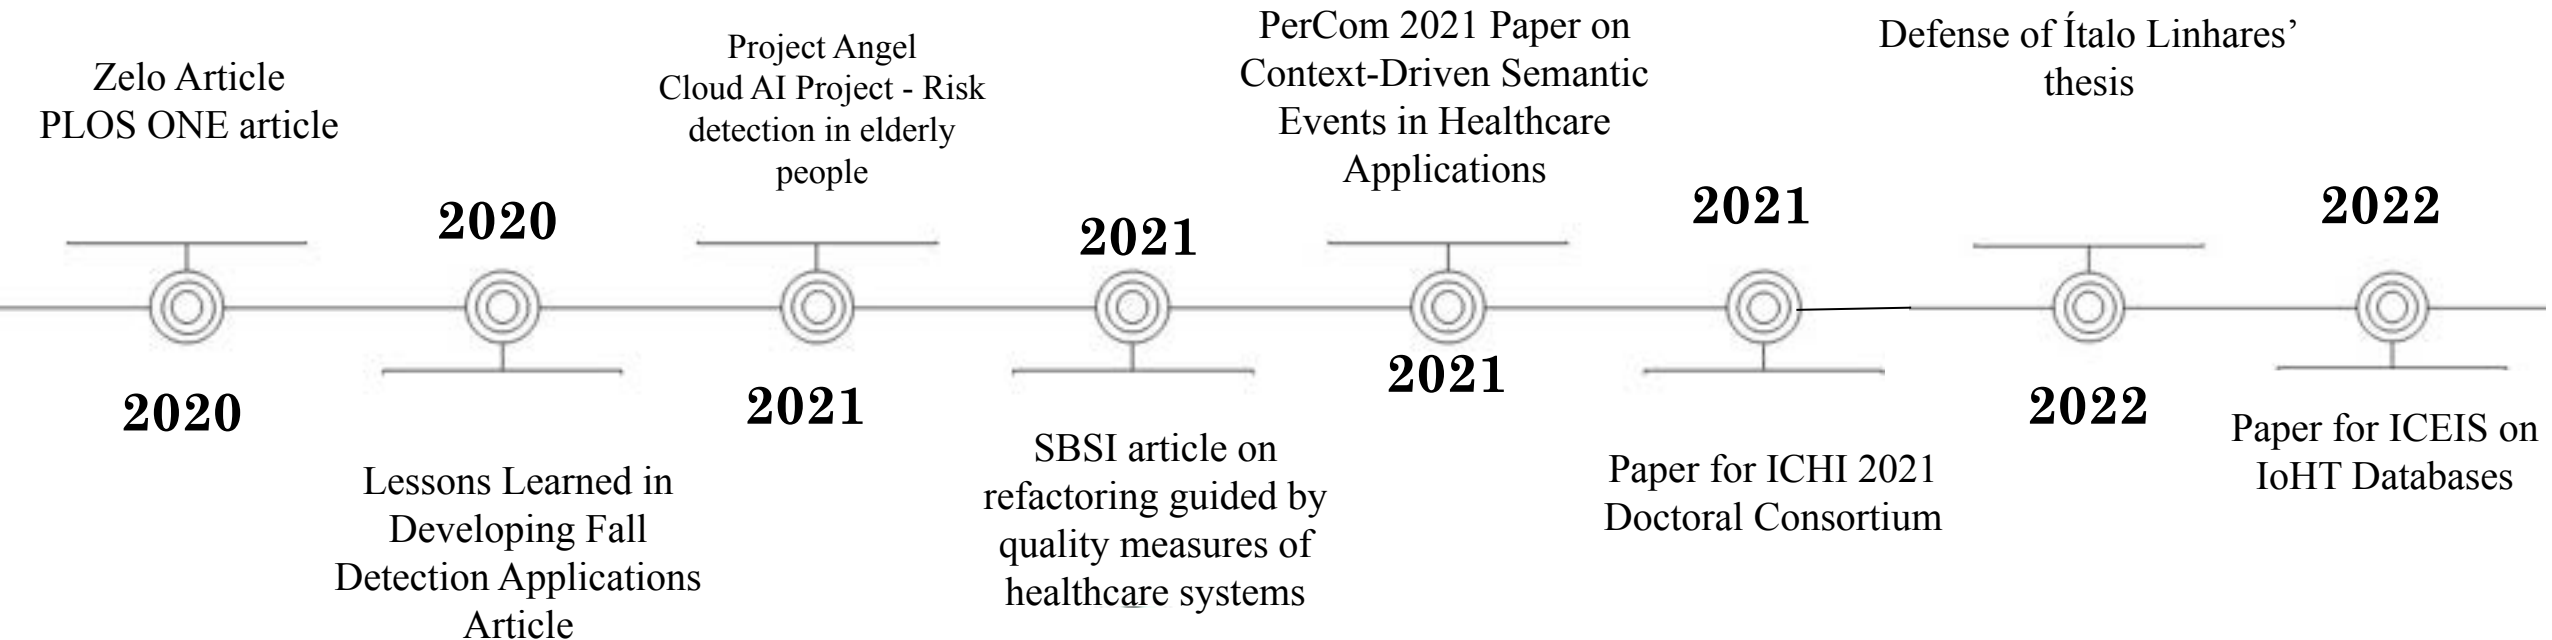 Zelo Article
PLOS ONE article
2020
2020
Lessons Learned in
Developing Fall
Detection Applications
Article
Project Angel
Cloud AI Project - Risk
detection in elderly
people
2021
2021
SBSI article on
refactoring guided by
quality measures of
healthcare systems
PerCom 2021 Paper on
Context-Driven Semantic
Events in Healthcare
Applications
2021
2021
Paper for ICHI 2021
Doctoral Consortium
Defense of Ítalo Linhares’
thesis
2022
2022
Paper for ICEIS on
IoHT Databases